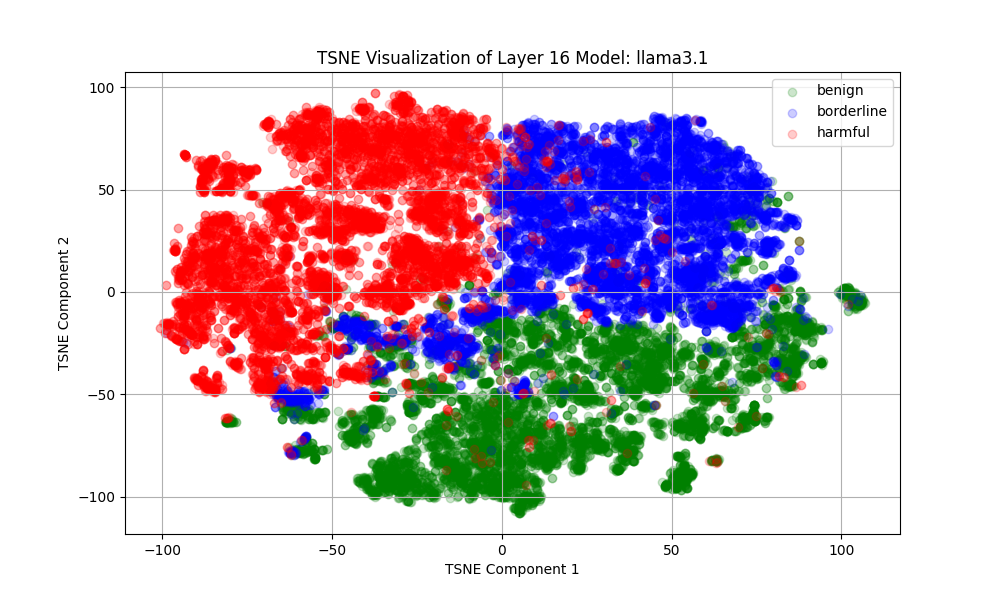 TSNE Visualization of Layer 16 Model: llama3.1
benign
borderline
harmful
100
50
0
−50
−100
TSNE Component 2
−100
−50
0
50
100
TSNE Component 1